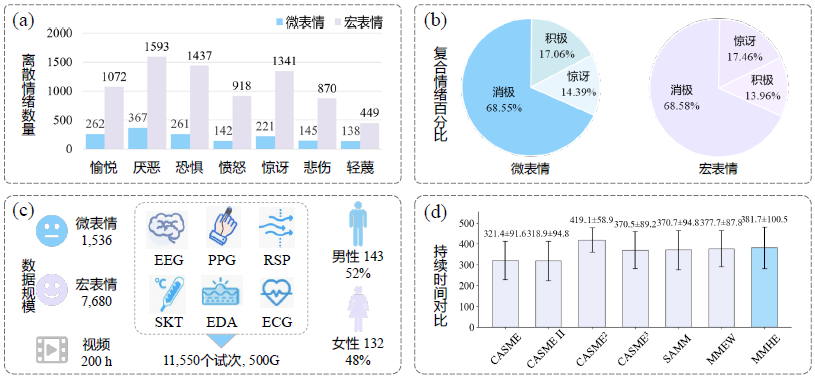 (a)
微表情 宏表情
离散情绪数量
2000
1500
1000
500
0
262 1072
367 1593
261 1437
142 918
221 1341
145 870
138 449
愉悦 厌恶 恐惧 愤怒 惊讶 悲伤 轻蔑
(b)
复合情绪百分比
积极
17.06%
惊讶
14.39%
消极
68.55%
微表情
惊讶
17.46%
积极
13.96%
消极
68.58%
宏表情
(c)
数据规模
微表情
1,536
宏表情
7,680
视频
200 h
EEG PPG RSP
°C
SKT EDA ECG
11,550个试次, 500G
男性 143
52%
女性 132
48%
(d)
持续时间对比
400
300
200
100
0
321.4±91.6
318.9±94.8
419.1±58.9
370.5±89.2
370.7±94.8
377.7±87.8
381.7±100.5
CASME
CASME II
CASME²
CASME³
SAMM
MMEW
MMHE